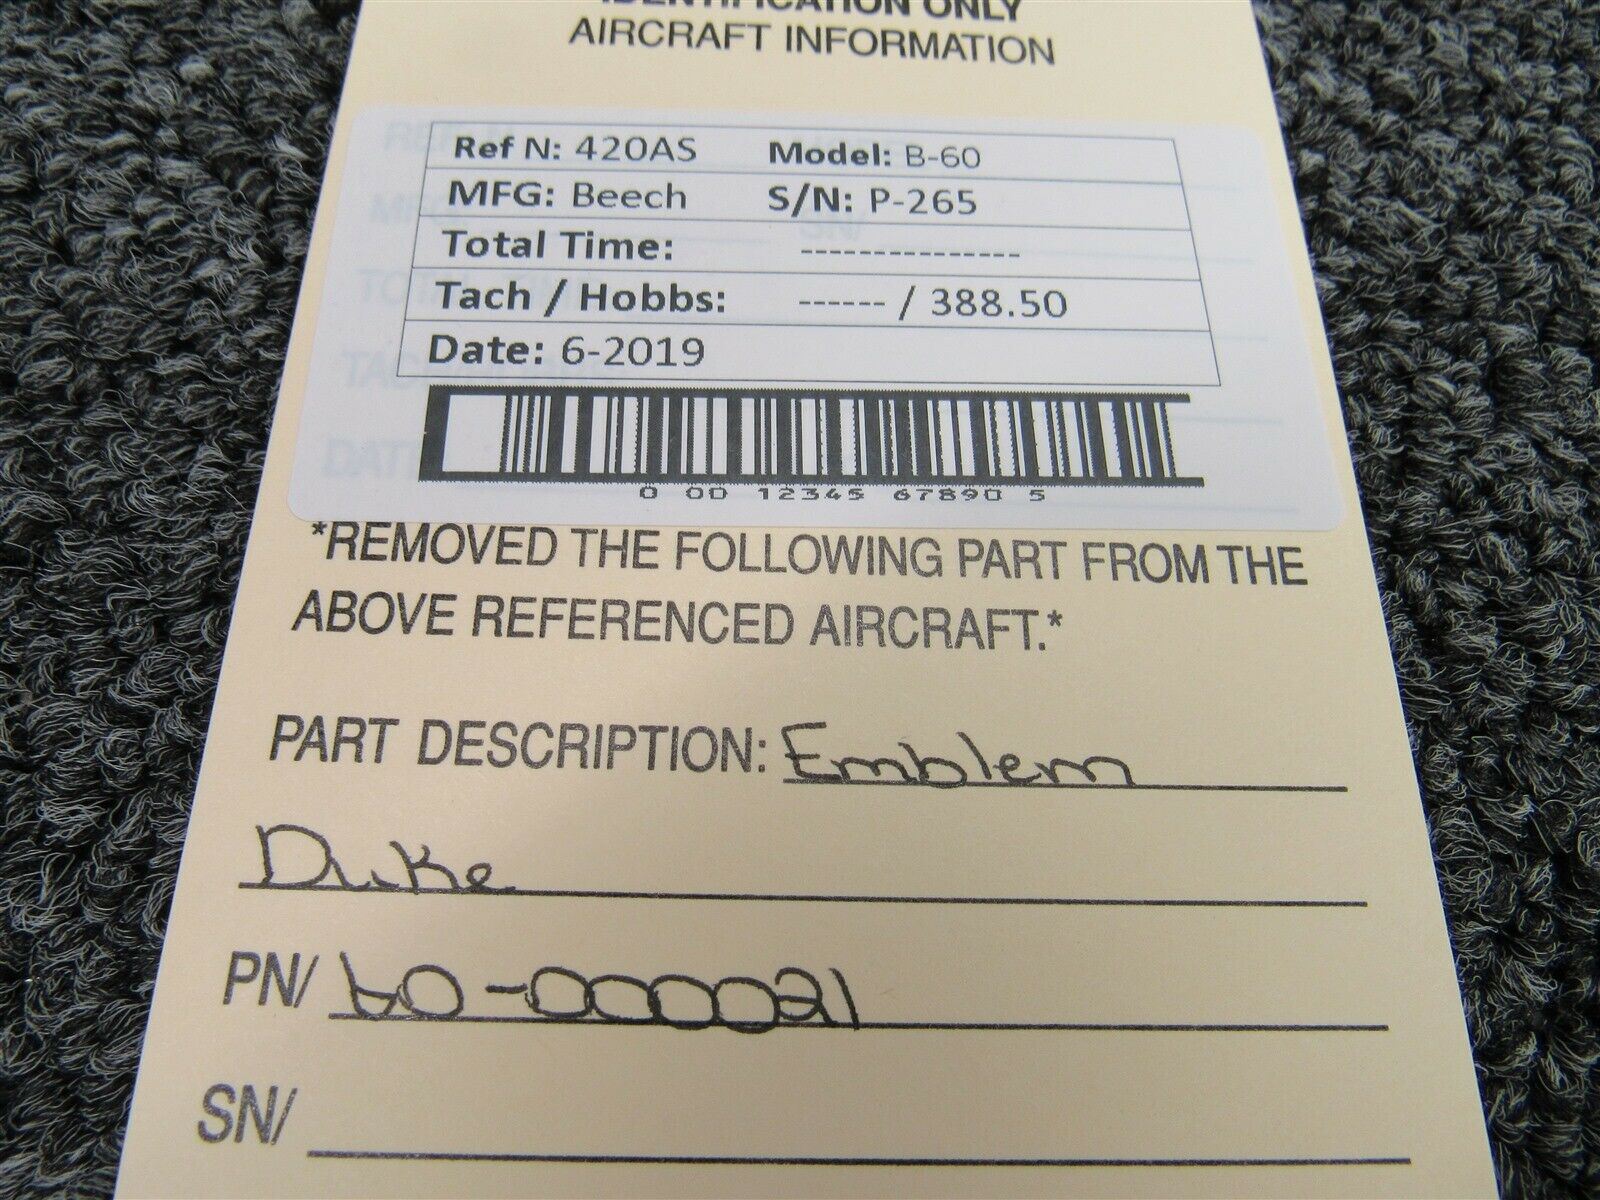 IDENTIFICATION ONLY
AIRCRAFT INFORMATION
Ref N: 420AS Model: B-60
MFG: Beech S/N: P-265
Total Time: ---------------
Tach / Hobbs: ------ / 388.50
Date: 6-2019
0 00 12345 67890 5
*REMOVED THE FOLLOWING PART FROM THE
ABOVE REFERENCED AIRCRAFT.*
PART DESCRIPTION: Emblem
Duke
PN/ 60-000021
SN/